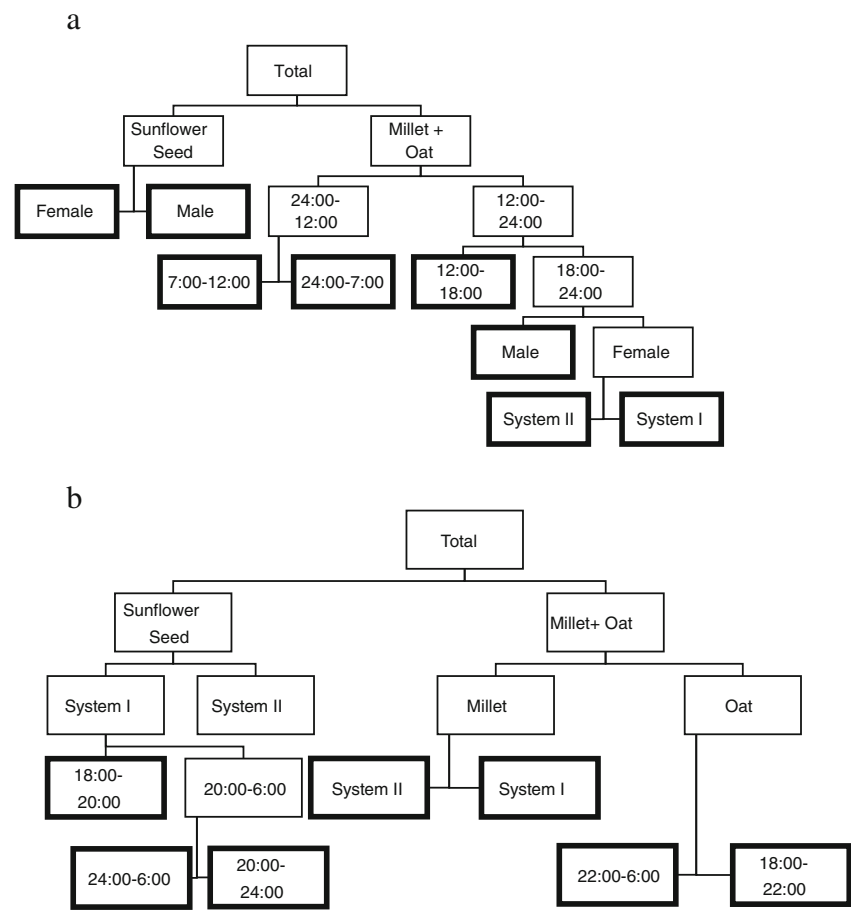 a
Total
Sunflower
Seed
Millet +
Oat
Female
Male
24:00-
12:00
12:00-
24:00
7:00-12:00
24:00-7:00
12:00-
18:00
18:00-
24:00
Male
Female
System II
System I
b
Total
Sunflower
Seed
Millet+ Oat
System I
System II
Millet
Oat
18:00-
20:00
20:00-6:00
System II
System I
24:00-6:00
20:00-
24:00
22:00-6:00
18:00-
22:00